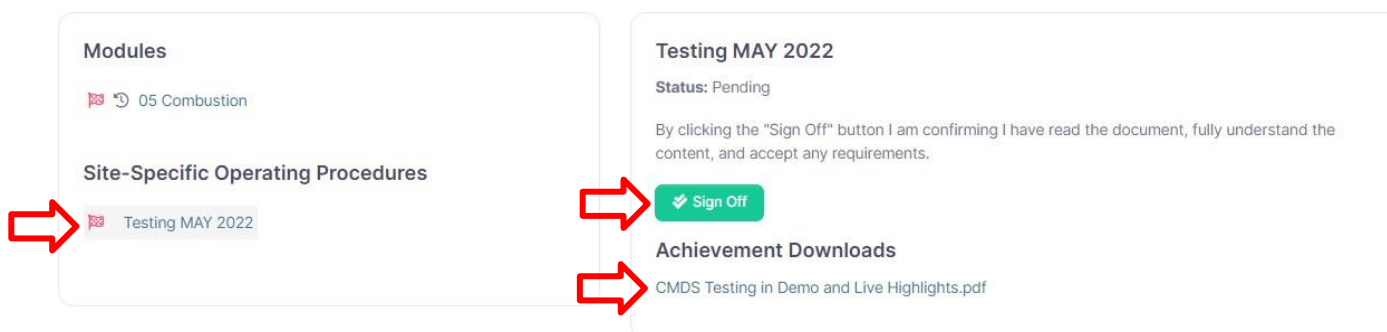 Modules
05 Combustion
Site-Specific Operating Procedures
Testing MAY 2022
Testing MAY 2022
Status: Pending
By clicking the "Sign Off" button I am confirming I have read the document, fully understand the
content, and accept any requirements.
Sign Off
Achievement Downloads
CMDS Testing in Demo and Live Highlights.pdf